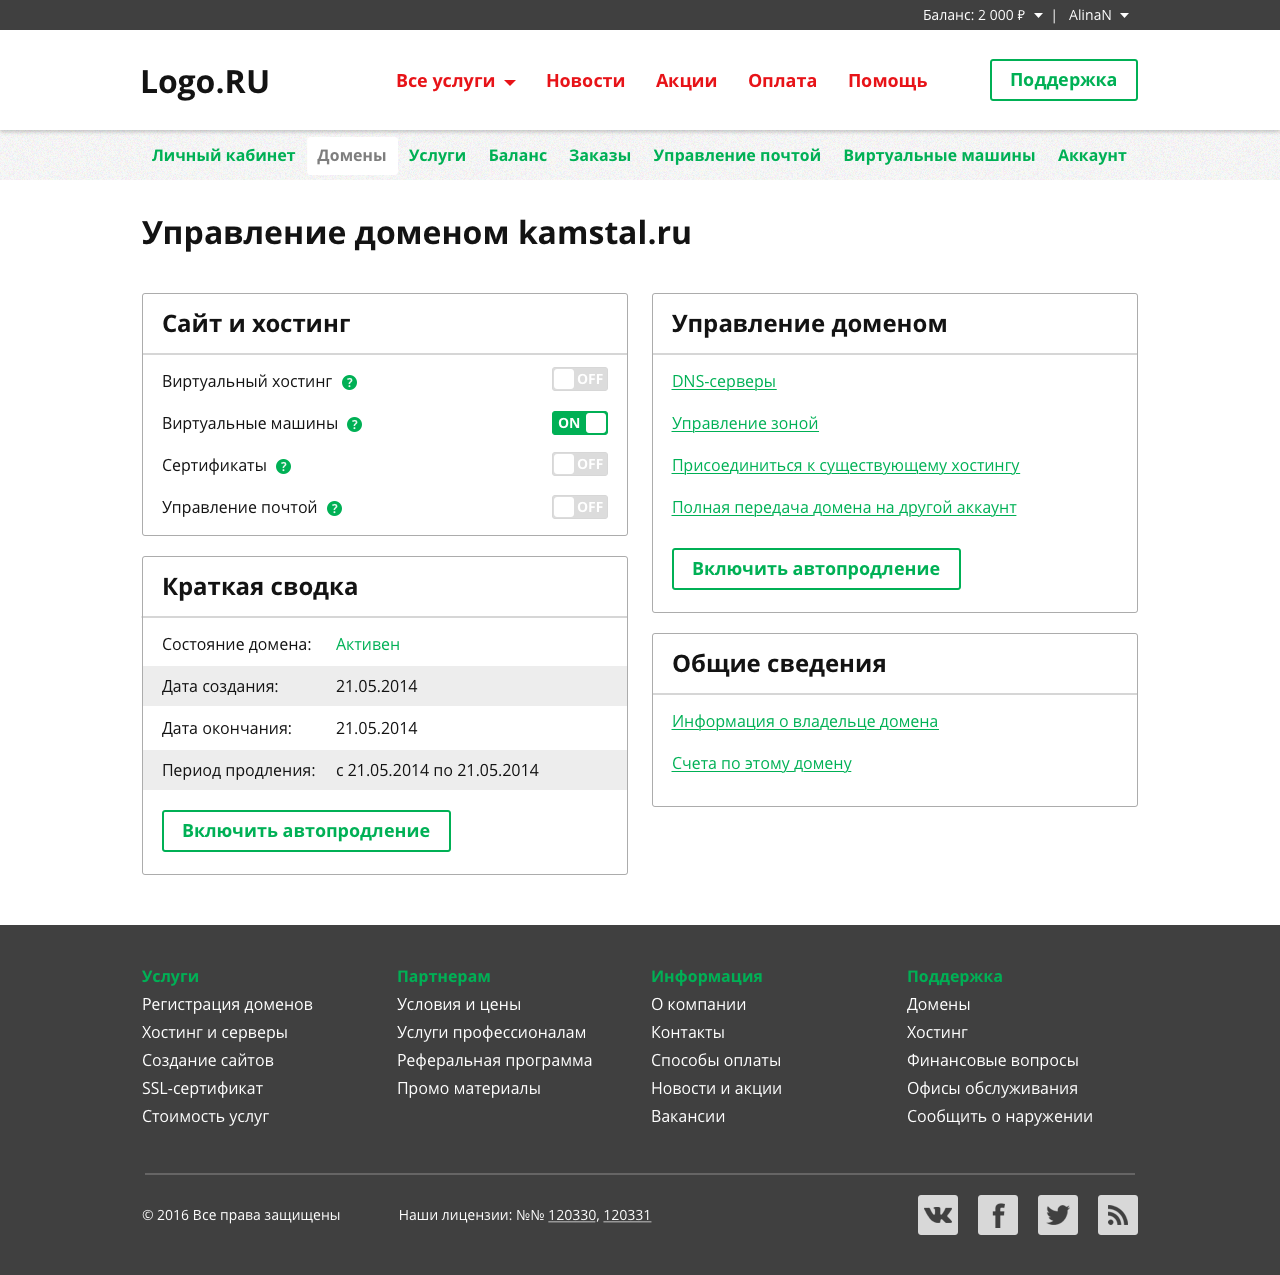 Баланс: 2 000 ₽ | AlinaN
Logo.RU Все услуги Новости Акции Оплата Помощь Поддержка
Личный кабинет Домены Услуги Баланс Заказы Управление почтой Виртуальные машины Аккаунт
Управление доменом kamstal.ru
Сайт и хостинг
Виртуальный хостинг ? OFF
Виртуальные машины ? ON
Сертификаты ? OFF
Управление почтой ? OFF
Краткая сводка
Состояние домена: Активен
Дата создания: 21.05.2014
Дата окончания: 21.05.2014
Период продления: с 21.05.2014 по 21.05.2014
Включить автопродление
Управление доменом
DNS-серверы
Управление зоной
Присоединиться к существующему хостингу
Полная передача домена на другой аккаунт
Включить автопродление
Общие сведения
Информация о владельце домена
Счета по этому домену
Услуги
Регистрация доменов
Хостинг и серверы
Создание сайтов
SSL-сертификат
Стоимость услуг
Партнерам
Условия и цены
Услуги профессионалам
Реферальная программа
Промо материалы
Информация
О компании
Контакты
Способы оплаты
Новости и акции
Вакансии
Поддержка
Домены
Хостинг
Финансовые вопросы
Офисы обслуживания
Сообщить о наружении
© 2016 Все права защищены Наши лицензии: №№ 120330, 120331